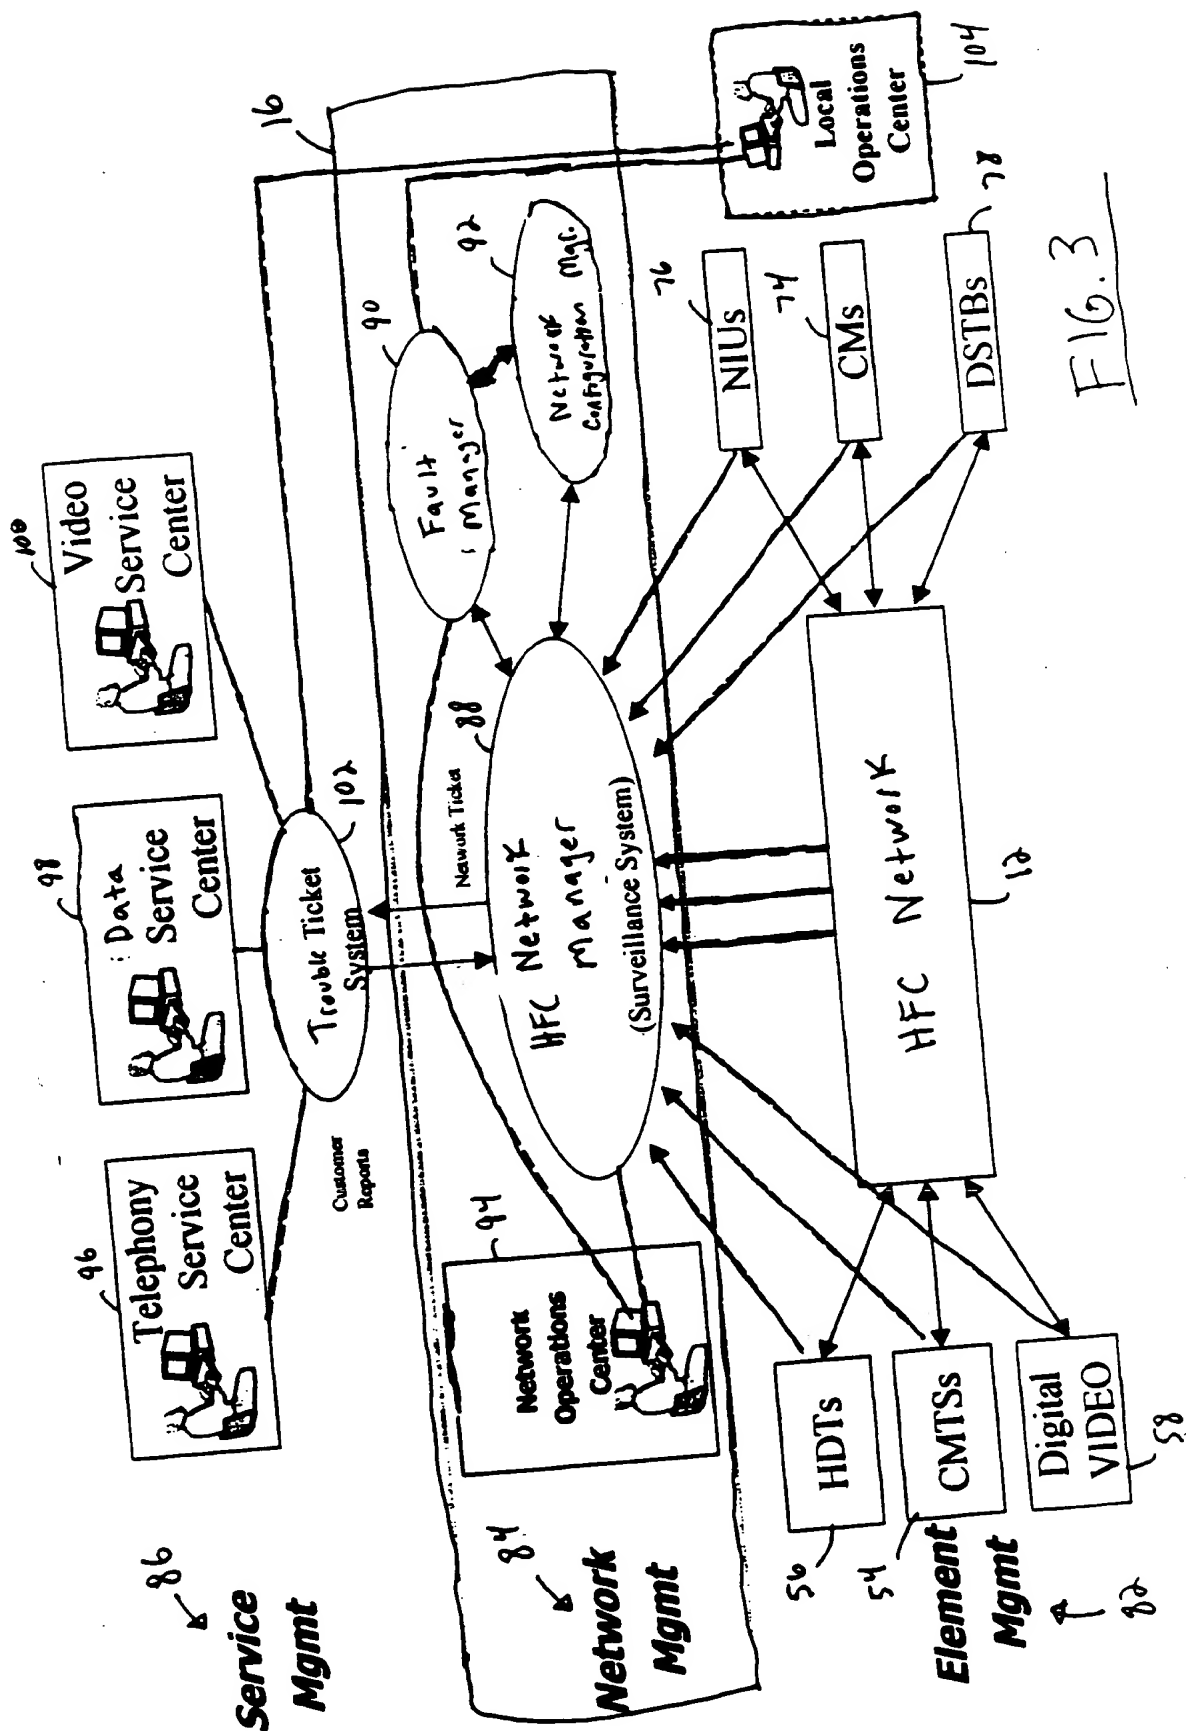 96
Telephony
Service
Center
98
Data
Service
Center
100
Video
Service
Center
86
Service
Mgmt
Customer
Reports
Trouble Ticket
System
102
16
Network Ticket
84
Network
Mgmt
94
Network
Operations
Center
88
HFC Network
Manager
(Surveillance System)
90
Fault
Manager
92
Network
Configuration Mgr.
Local
Operations
Center
104
56
HDTs
54
CMTSs
Digital
VIDEO
58
Element
Mgmt
82
HFC Network
12
76
NIUs
74
CMs
DSTBs
78
FIG. 3